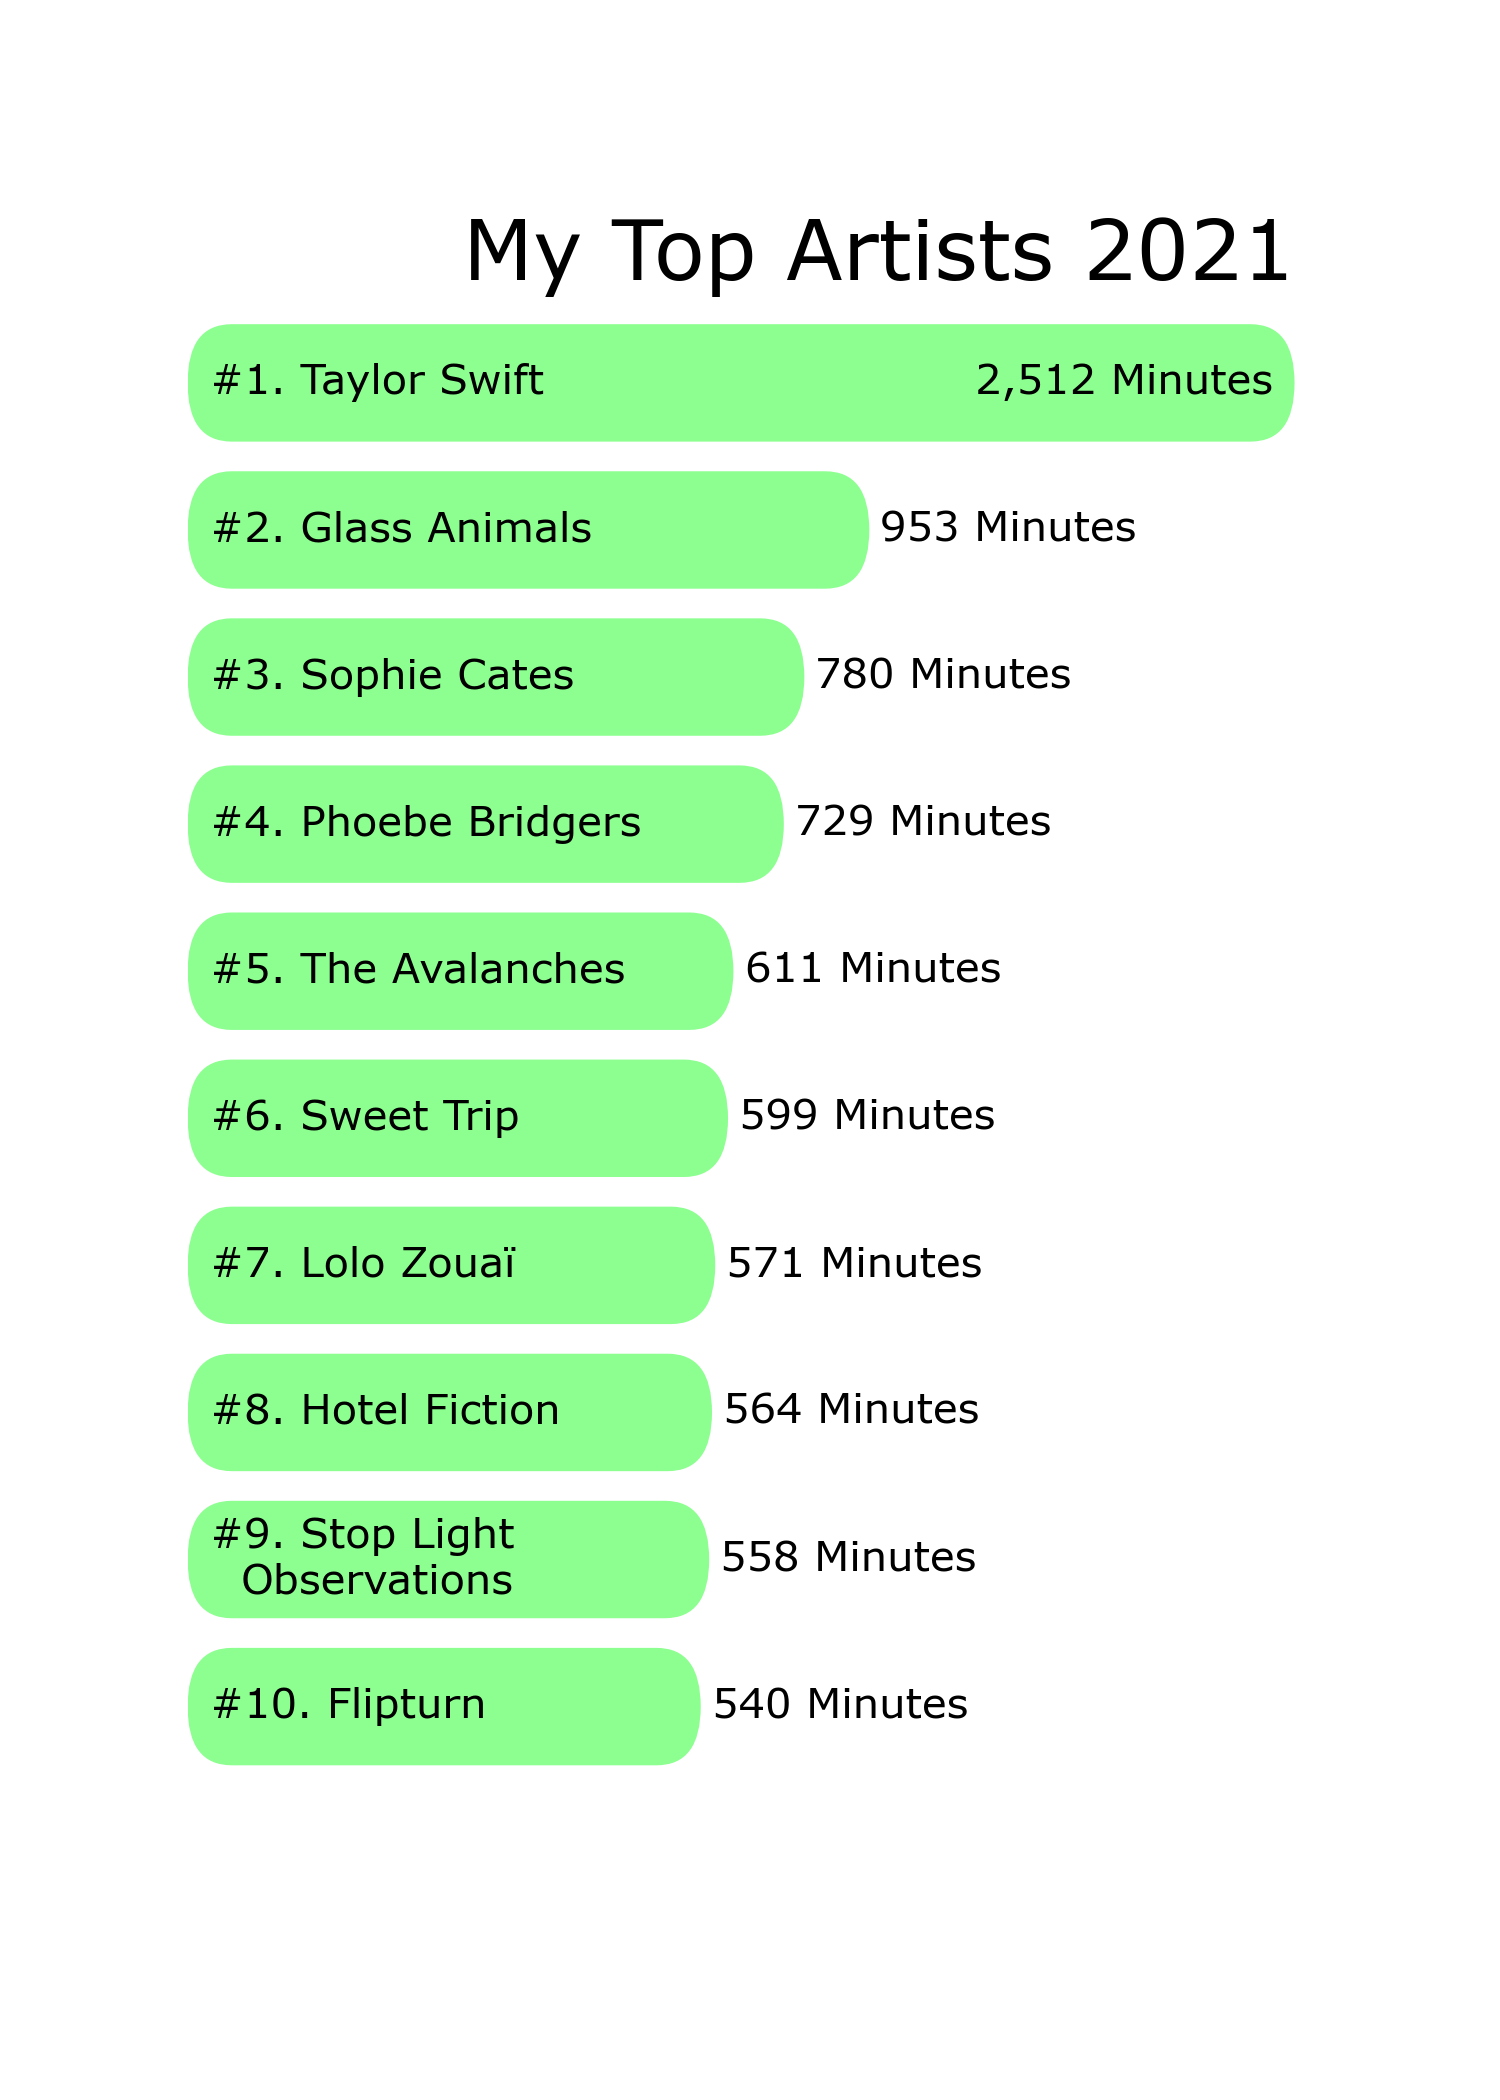 My Top Artists 2021
#1. Taylor Swift 2,512 Minutes
#2. Glass Animals 953 Minutes
#3. Sophie Cates 780 Minutes
#4. Phoebe Bridgers 729 Minutes
#5. The Avalanches 611 Minutes
#6. Sweet Trip 599 Minutes
#7. Lolo Zouaï 571 Minutes
#8. Hotel Fiction 564 Minutes
#9. Stop Light
Observations 558 Minutes
#10. Flipturn 540 Minutes